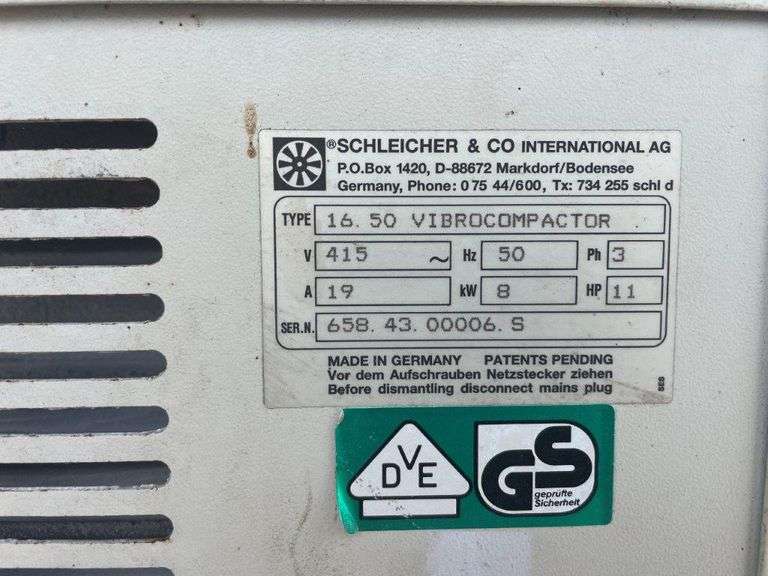 ®SCHLEICHER & CO INTERNATIONAL AG
P.O.Box 1420, D-88672 Markdorf/Bodensee
Germany, Phone: 0 75 44/600, Tx: 734 255 schl d
TYPE 16.50 VIBROCOMPACTOR
V 415 ~ Hz 50 Ph 3
A 19 kW 8 HP 11
SER.N. 658.43.00006.S
MADE IN GERMANY PATENTS PENDING
Vor dem Aufschrauben Netzstecker ziehen
Before dismantling disconnect mains plug
SES
DVE
GS
geprüfte
Sicherheit